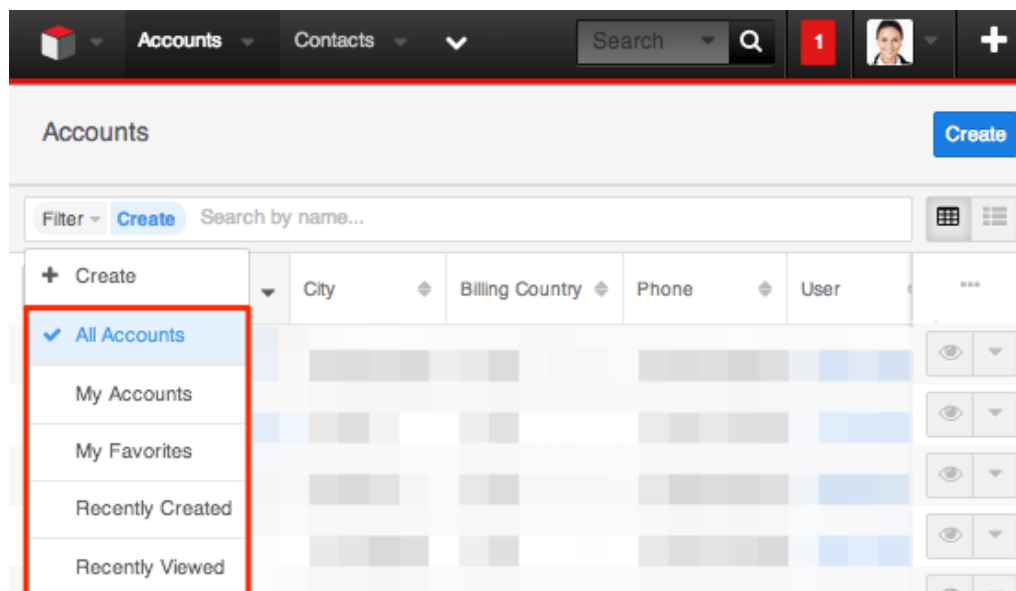 Accounts Contacts Search 1
Accounts Create
Filter Create Search by name...
Create
City Billing Country Phone User
All Accounts
My Accounts
My Favorites
Recently Created
Recently Viewed